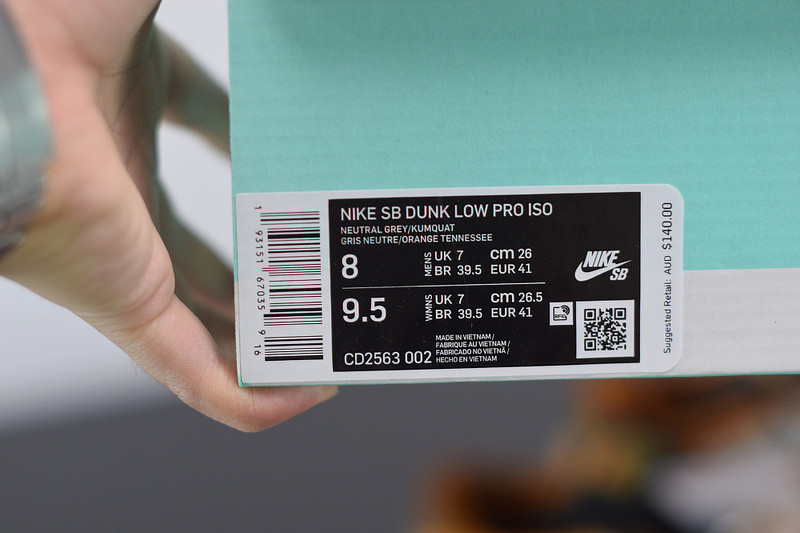 1 93151 67035 9 16
NIKE SB DUNK LOW PRO ISO
NEUTRAL GREY/KUMQUAT
GRIS NEUTRE/ORANGE TENNESSEE
8 MENS UK 7 cm 26
BR 39.5 EUR 41
9.5 WMNS UK 7 cm 26.5
BR 39.5 EUR 41
CD2563 002
MADE IN VIETNAM /
FABRIQUE AU VIETNAM /
FABRICADO NO VIETNÃ /
HECHO EN VIETNAM
NIKE
SB
RFID
Suggested Retail: AUD $140.00